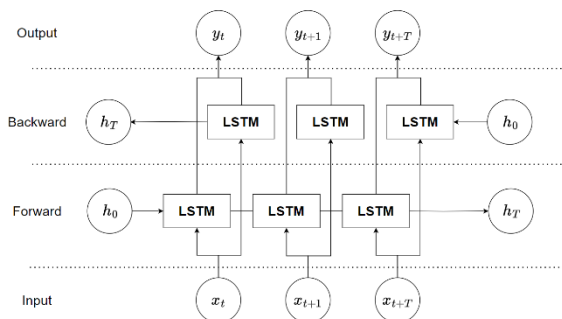 Output y_t y_{t+1} y_{t+T}
Backward h_T LSTM LSTM LSTM h_0
Forward h_0 LSTM LSTM LSTM h_T
Input x_t x_{t+1} x_{t+T}